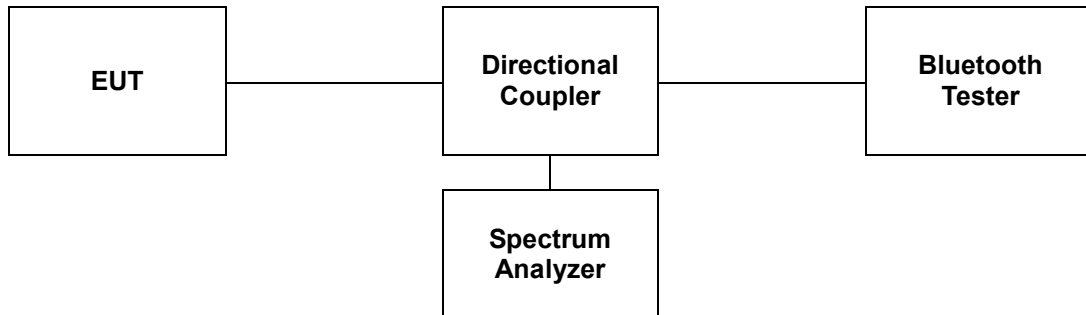 EUT
Directional
Coupler
Bluetooth
Tester
Spectrum
Analyzer